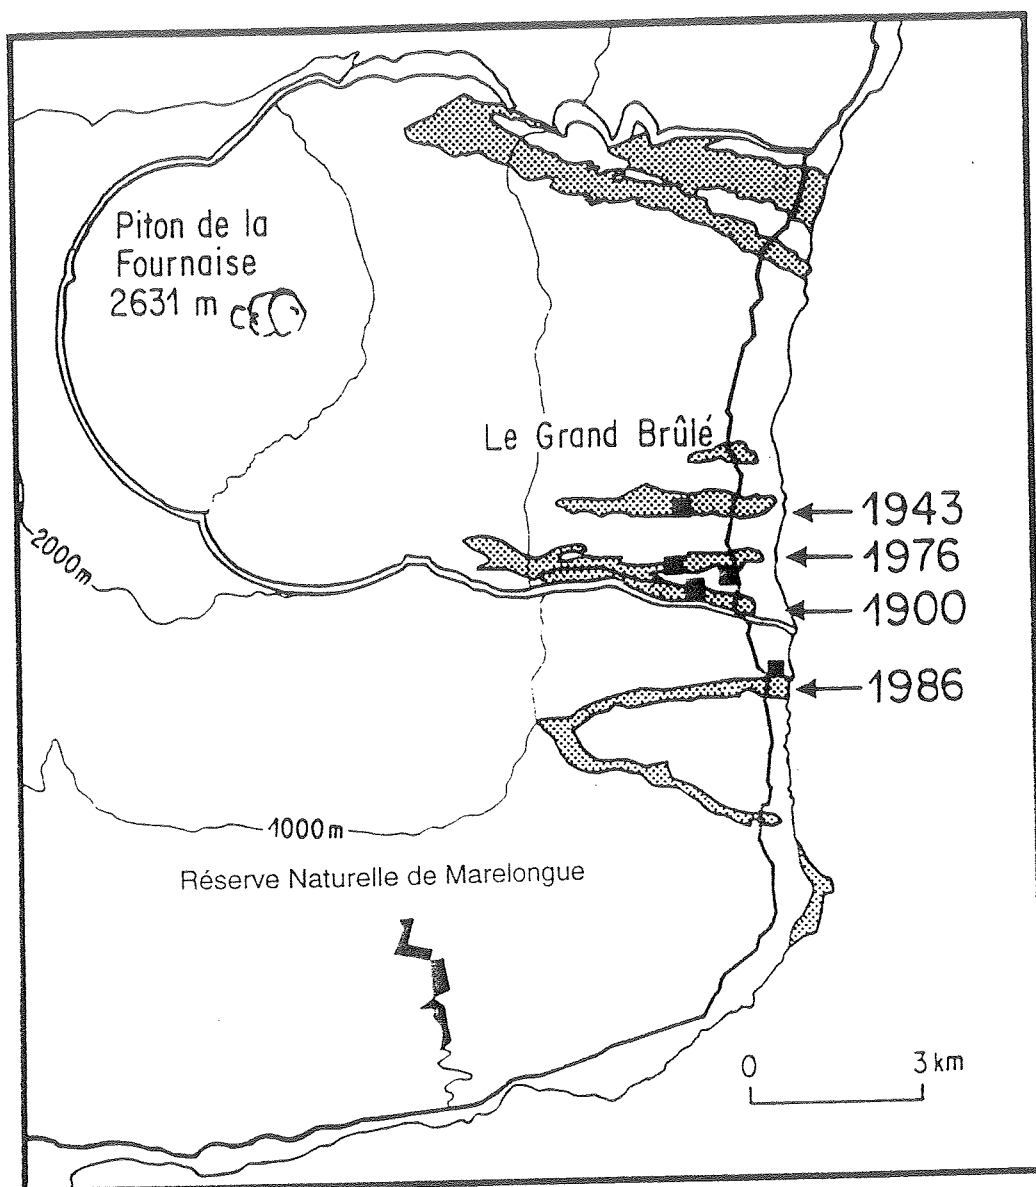 Piton de la
Fournaise
2631 m
Le Grand Brûlé
1943
1976
1900
2000m
1986
1000m
Réserve Naturelle de Marelongue
0 3 km